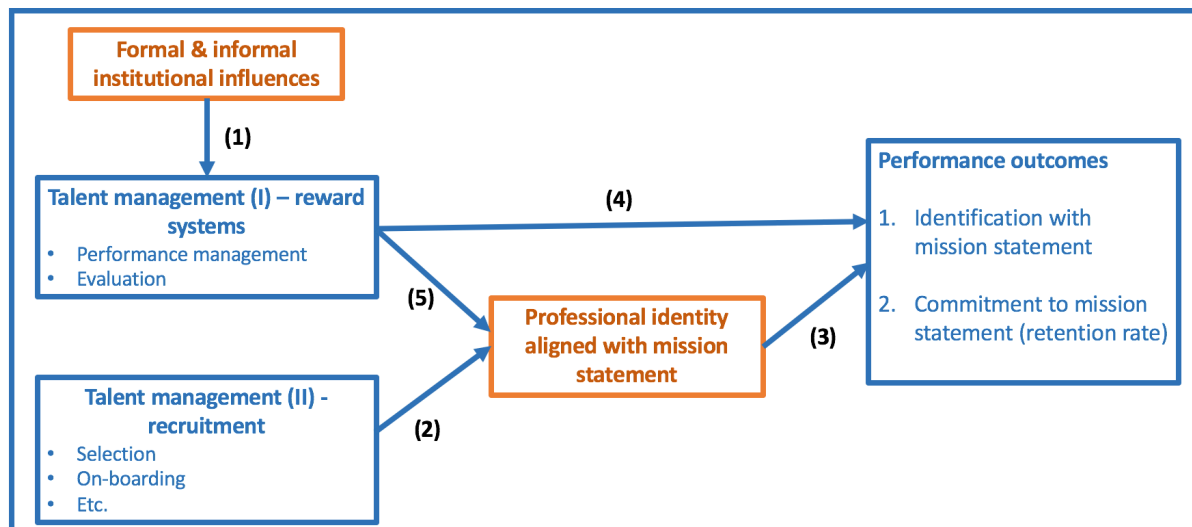 Formal & informal
institutional influences
(1)
Talent management (I) – reward
systems
• Performance management
• Evaluation
(4)
Performance outcomes
1. Identification with
mission statement
2. Commitment to mission
statement (retention rate)
(5)
Professional identity
aligned with mission
statement
(3)
Talent management (II) -
recruitment
• Selection
• On-boarding
• Etc.
(2)